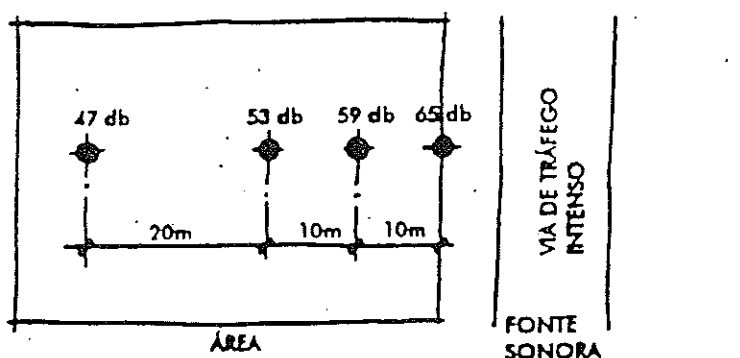 47 db 53 db 59 db 65 db
20m 10m 10m
ÁREA
VIA DE TRÁFEGO
INTENSO
FONTE
SONORA